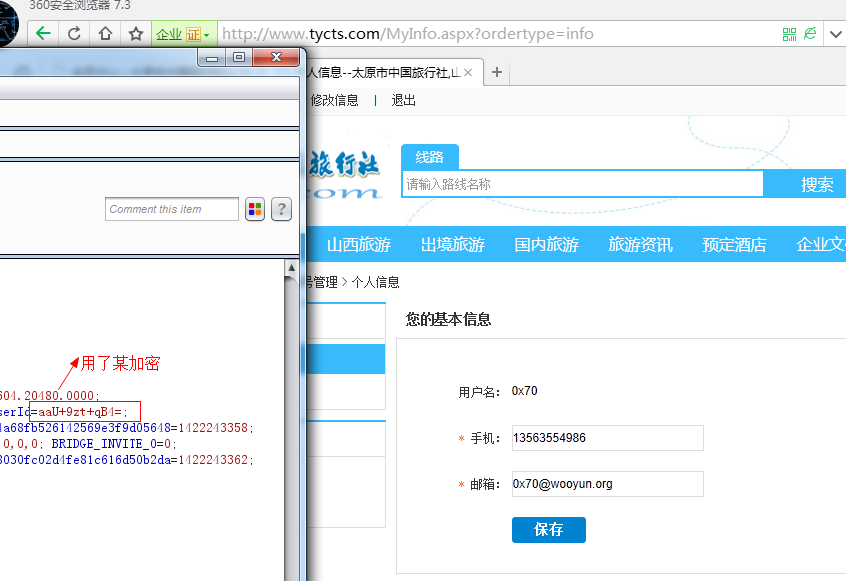 360安全浏览器 7.3
企业 证 http://www.tycts.com/MyInfo.aspx?ordertype=info
人信息--太原市中国旅行社,山
修改信息 | 退出
旅行社
com
线路
请输入路线名称
搜索
Comment this item
?
山西旅游 出境旅游 国内旅游 旅游资讯 预定酒店 企业文
号管理 > 个人信息
您的基本信息
用了某加密
604.20480.0000;
serId=aaU+9zt+qB4=;
4a68fb526142569e3f9d05648=1422243358;
0,0,0; BRIDGE_INVITE_0=0;
8030fc02d4fe81c616d50b2da=1422243362;
用户名: 0x70
* 手机: 13563554986
* 邮箱: 0x70@wooyun.org
保存